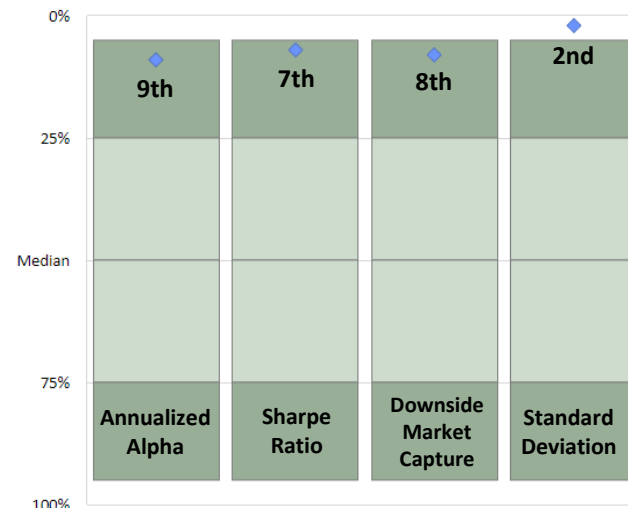 0%
9th
7th
8th
2nd
25%
Median
75%
Annualized
Alpha
Sharpe
Ratio
Downside
Market
Capture
Standard
Deviation
100%